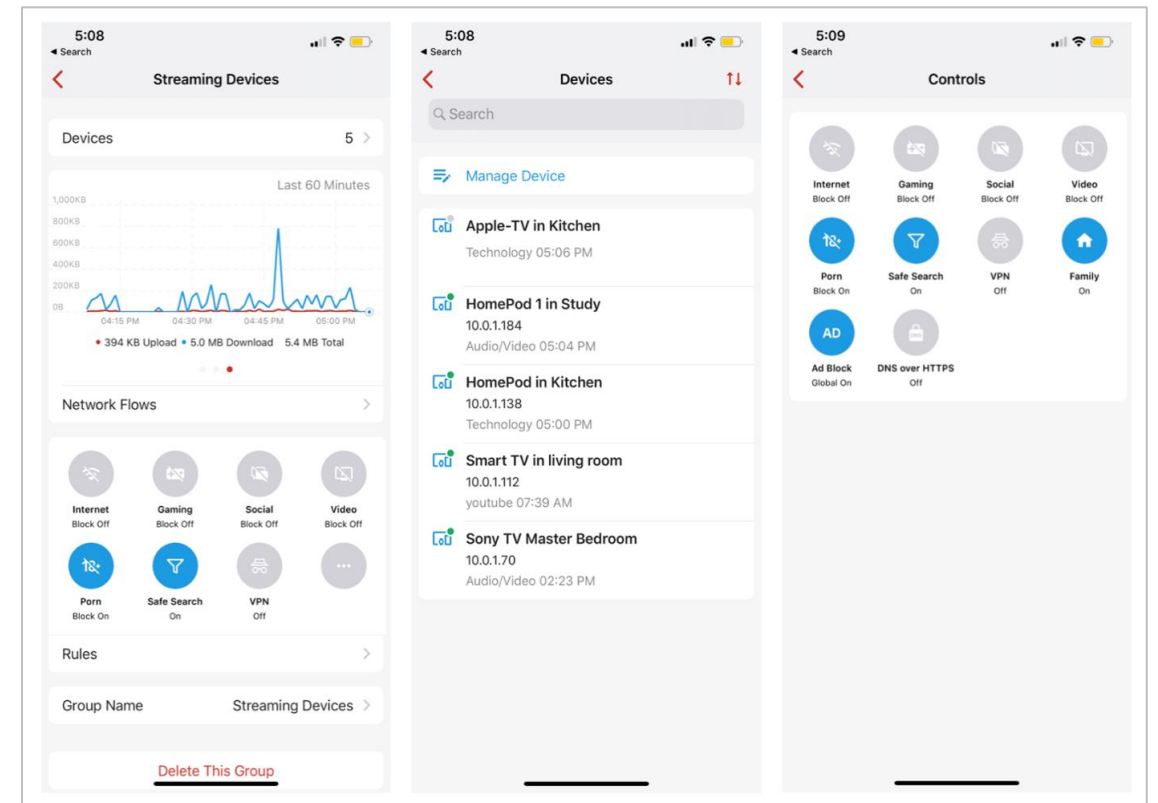 5:08
◀ Search
Streaming Devices
Devices 5
Last 60 Minutes
1,000KB
800KB
600KB
400KB
200KB
0B
04:15 PM 04:30 PM 04:45 PM 05:00 PM
• 394 KB Upload • 5.0 MB Download 5.4 MB Total
Network Flows
Internet Gaming Social Video
Block Off Block Off Block Off Block Off
18+
Porn Safe Search VPN
Block On On Off
Rules
Group Name Streaming Devices
Delete This Group
5:08
◀ Search
Devices
Search
Manage Device
Apple-TV in Kitchen
Technology 05:06 PM
HomePod 1 in Study
10.0.1.184
Audio/Video 05:04 PM
HomePod in Kitchen
10.0.1.138
Technology 05:00 PM
Smart TV in living room
10.0.1.112
youtube 07:39 AM
Sony TV Master Bedroom
10.0.1.70
Audio/Video 02:23 PM
5:09
◀ Search
Controls
Internet Gaming Social Video
Block Off Block Off Block Off Block Off
18+
Porn Safe Search VPN Family
Block On On Off On
AD DNS
Ad Block DNS over HTTPS
Global On Off